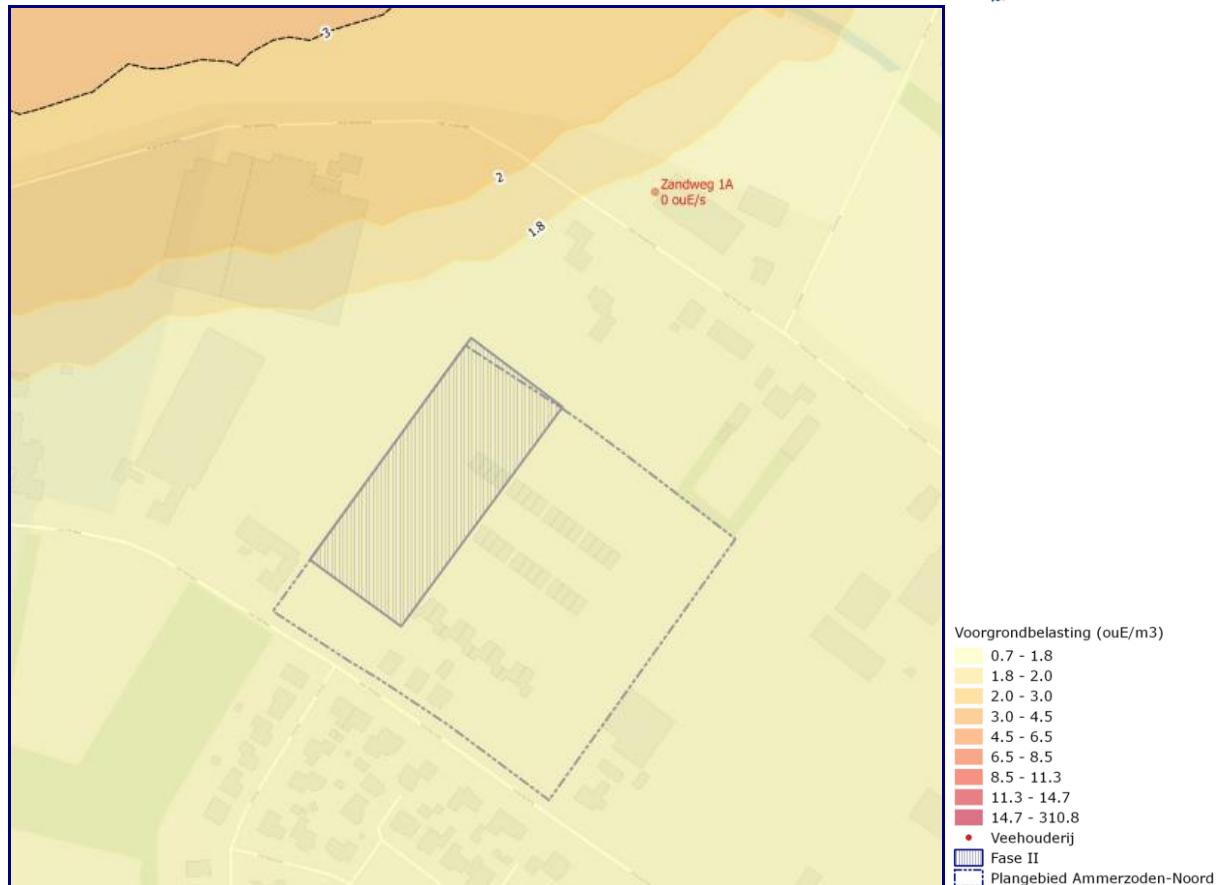 3
2
1.8
Zandweg 1A
0 ouE/s
Voorgrondbelasting (ouE/m3)
0.7 - 1.8
1.8 - 2.0
2.0 - 3.0
3.0 - 4.5
4.5 - 6.5
6.5 - 8.5
8.5 - 11.3
11.3 - 14.7
14.7 - 310.8
Veehouderij
Fase II
Plangebied Ammerzoden-Noord